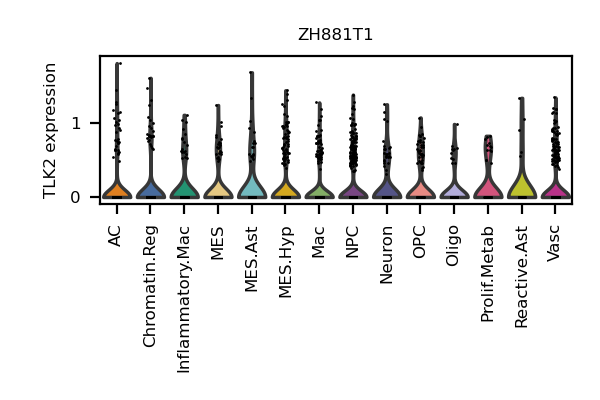 ZH881T1
TLK2 expression
1
0
AC
Chromatin.Reg
Inflammatory.Mac
MES
MES.Ast
MES.Hyp
Mac
NPC
Neuron
OPC
Oligo
Prolif.Metab
Reactive.Ast
Vasc